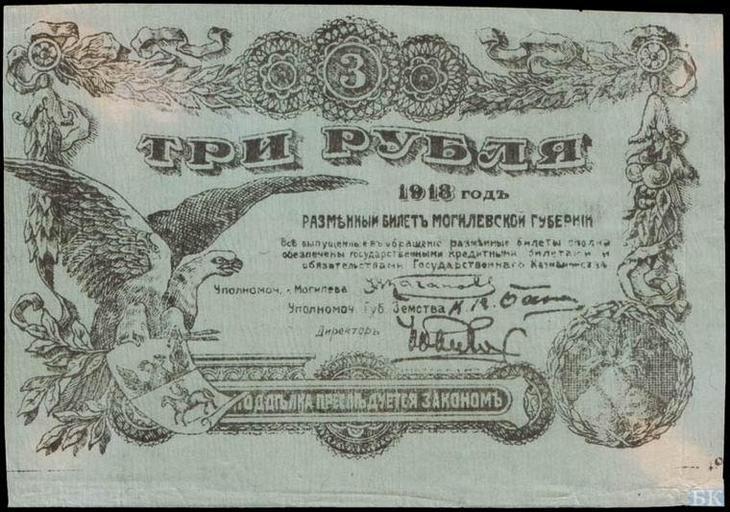 3
ТРИ РУБЛЯ
1918 годъ
РАЗМѢННЫЙ БИЛЕТЪ МОГИЛЕВСКОЙ ГУБЕРНІИ
Всѣ выпущенные въ обращеніе размѣнные билеты сполна
обезпечены государственными кредитными билетами и
обязательствами Государственнаго Казначейства
Уполномоч. г. Могилева
Уполномоч. Губ. Земства
Директоръ
ПОДДѢЛКА ПРЕСЛѢДУЕТСЯ ЗАКОНОМЪ
БК